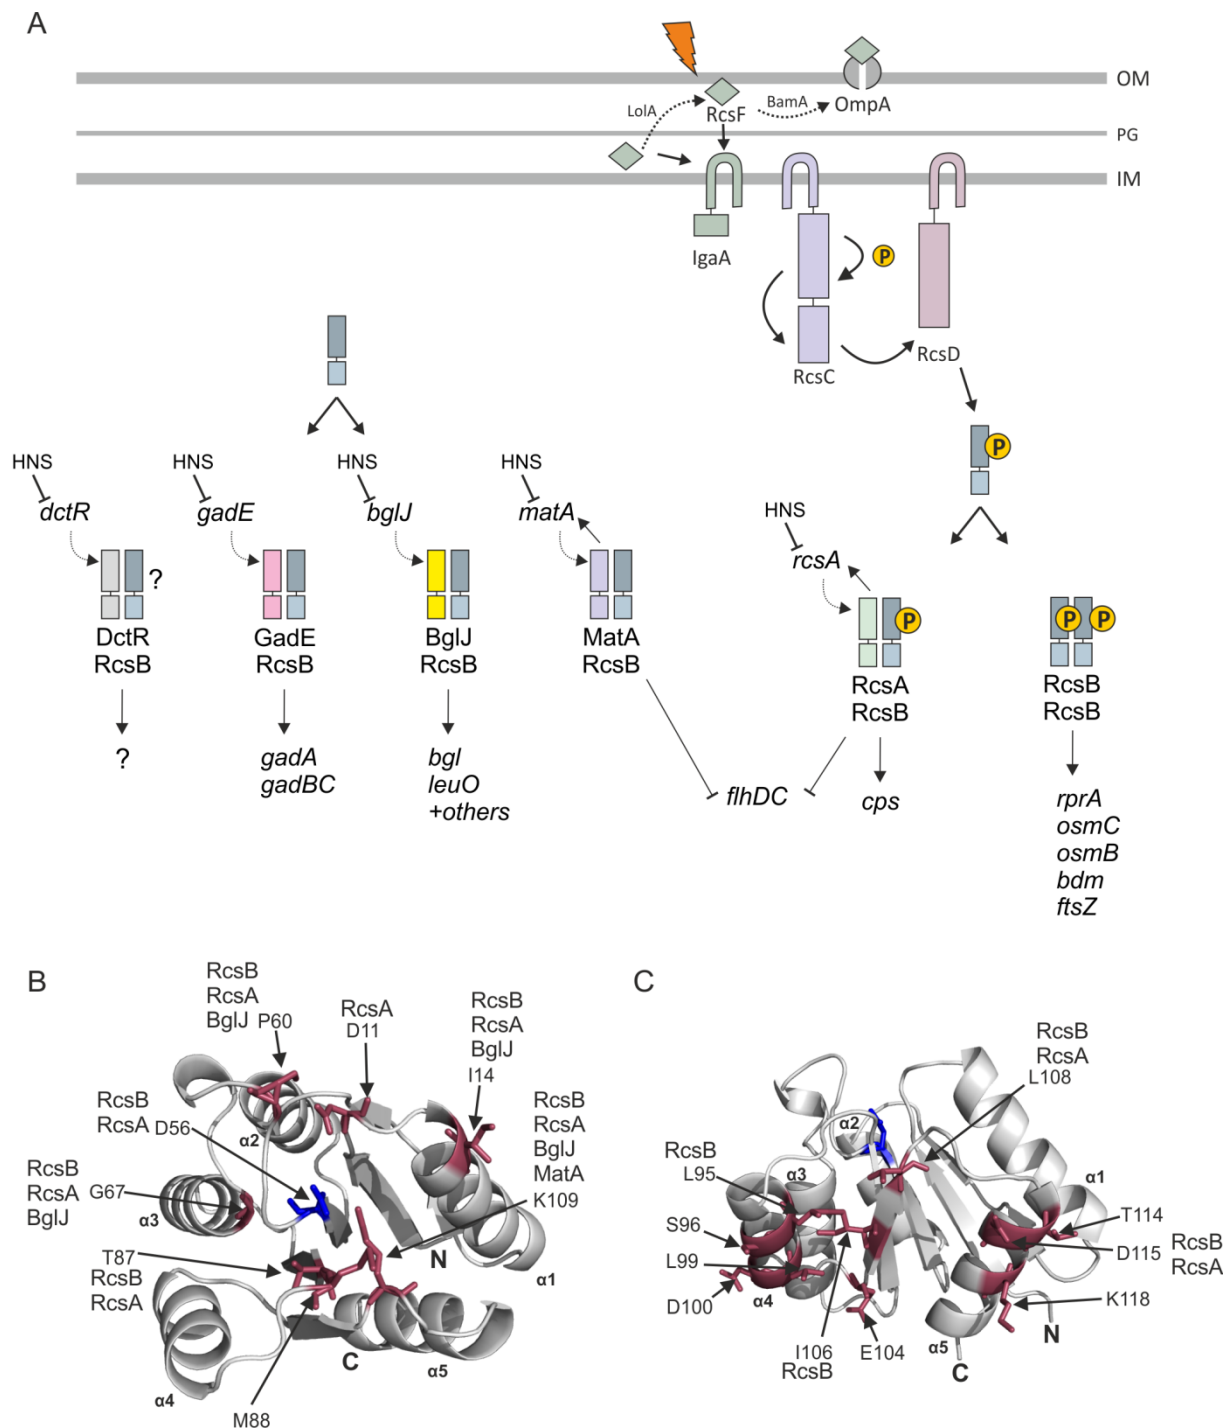 A
OM
LolA
RcsF
BamA
OmpA
PG
IM
IgaA
P
RcsC
RcsD
P
HNS
HNS
HNS
HNS
HNS
dctR
gadE
bglJ
matA
rcsA
?
P
P
P
DctR
RcsB
GadE
RcsB
BglJ
RcsB
MatA
RcsB
RcsA
RcsB
RcsB
RcsB
?
gadA
gadBC
bgl
leuO
+others
flhDC
cps
rprA
osmC
osmB
bdm
ftsZ
B
RcsB
RcsA
BglJ P60
RcsA
D11
RcsB
RcsA
BglJ
I14
RcsB
RcsA D56
α2
RcsB
RcsA
BglJ
MatA
K109
RcsB
RcsA G67
BglJ
α3
T87
RcsB
RcsA
N
α1
C
α5
α4
M88
C
RcsB
RcsA
L108
α2
RcsB
L95
α3
α1
S96
T114
D115 RcsB
RcsA
L99
α4
D100
K118
I106
RcsB
E104
α5
C
N